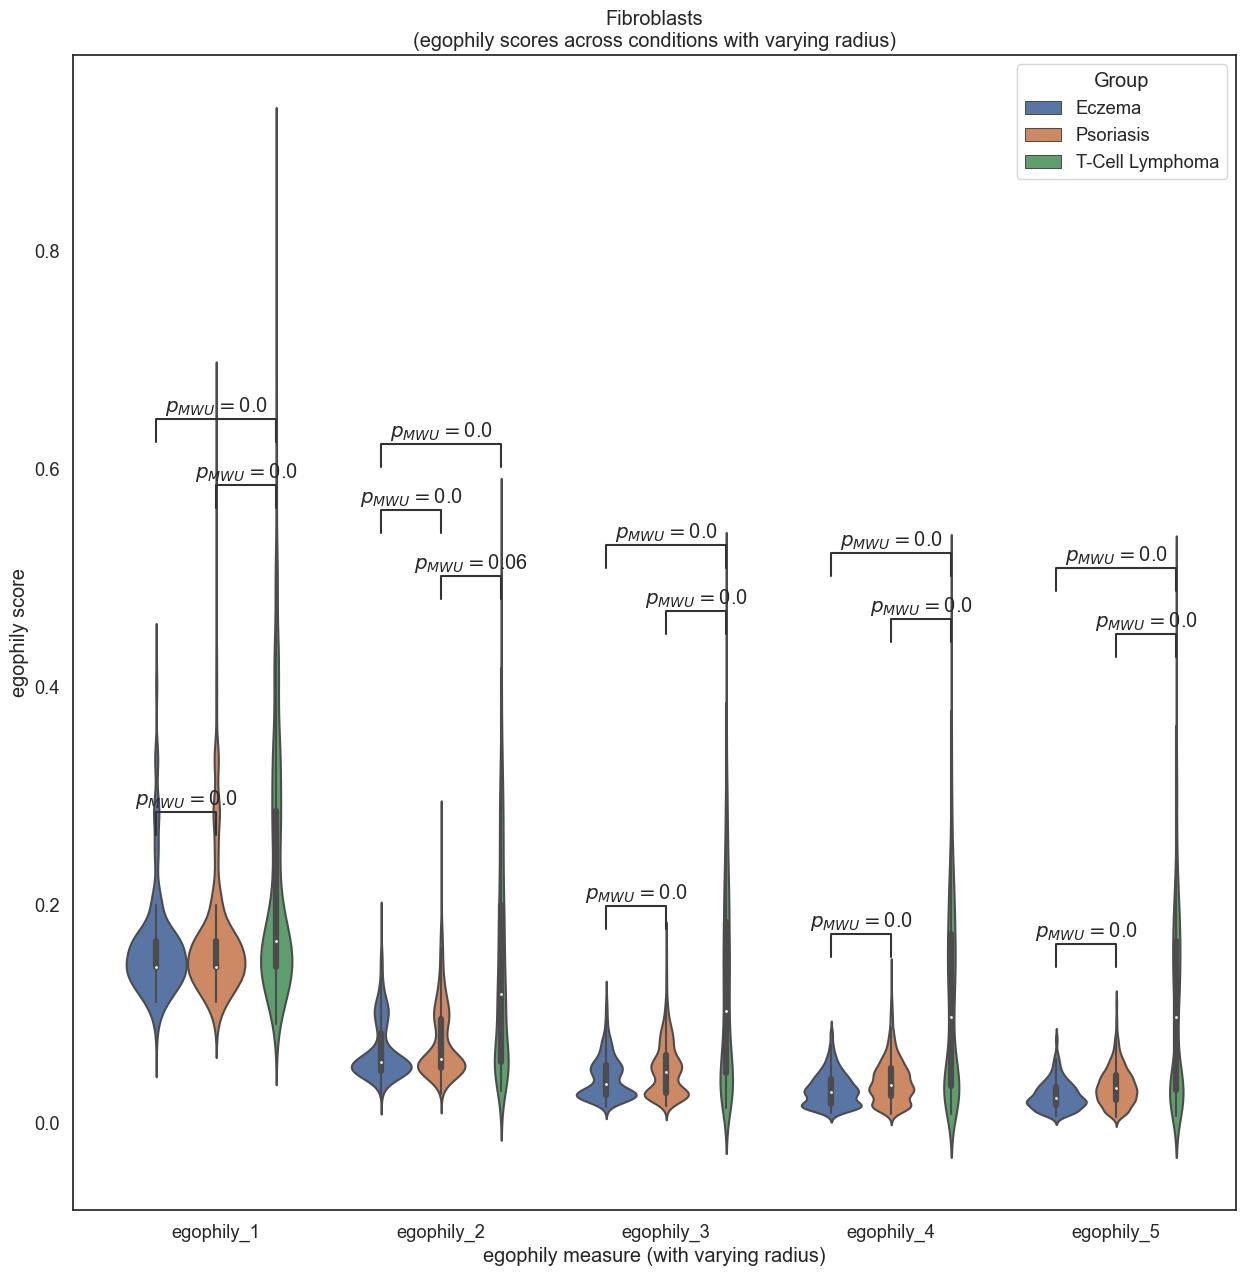 Fibroblasts
(egophily scores across conditions with varying radius)
Group
Eczema
Psoriasis
T-Cell Lymphoma
egophily score
0.8
0.6
0.4
0.2
0.0
p_MWU = 0.0
p_MWU = 0.0
p_MWU = 0.0
p_MWU = 0.0
p_MWU = 0.0
p_MWU = 0.06
p_MWU = 0.0
p_MWU = 0.0
p_MWU = 0.0
p_MWU = 0.0
p_MWU = 0.0
p_MWU = 0.0
p_MWU = 0.0
p_MWU = 0.0
p_MWU = 0.0
egophily_1
egophily_2
egophily_3
egophily_4
egophily_5
egophily measure (with varying radius)